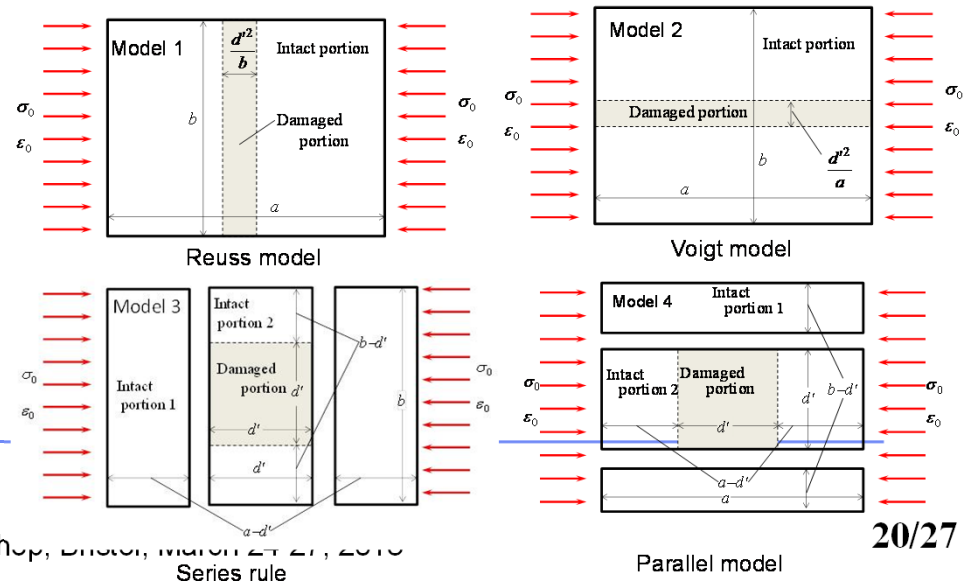 Model 1
d'²/b
Intact portion
σ₀
ε₀
b
Damaged
portion
σ₀
ε₀
a
Reuss model
Model 2
Intact portion
σ₀
ε₀
Damaged portion
σ₀
ε₀
b
d'²/a
a
Voigt model
Model 3
Intact
portion 2
b-d'
σ₀
ε₀
Intact
portion 1
Damaged
portion
d'
d'
b
σ₀
ε₀
d'
a-d'
Series rule
Model 4
Intact
portion 1
σ₀
ε₀
Intact
portion 2
Damaged
portion
d'
d'
b-d'
σ₀
ε₀
a-d'
a
Parallel model
20/27